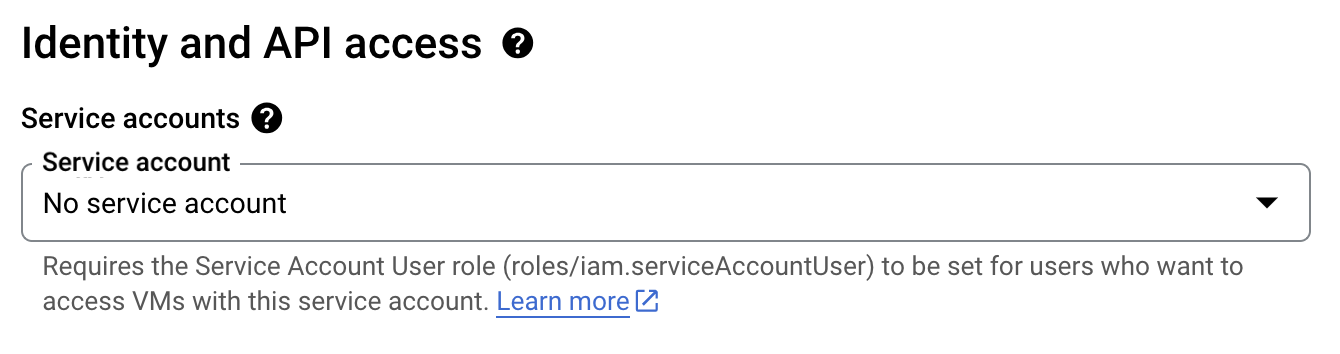 Identity and API access
Service accounts
Service account
No service account
Requires the Service Account User role (roles/iam.serviceAccountUser) to be set for users who want to
access VMs with this service account. Learn more